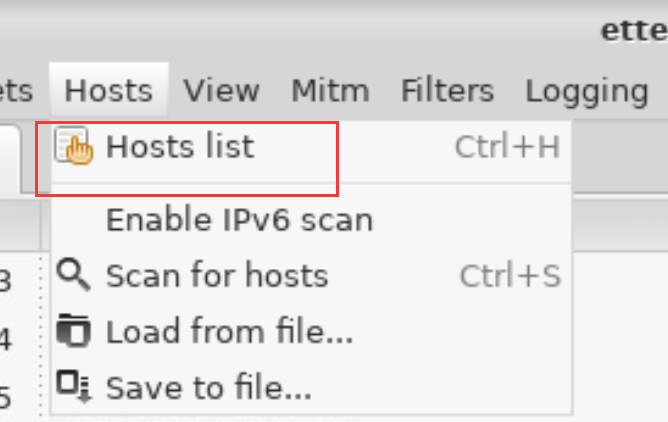 ette
ets Hosts View Mitm Filters Logging
Hosts list Ctrl+H
Enable IPv6 scan
3 Scan for hosts Ctrl+S
4 Load from file...
5 Save to file...